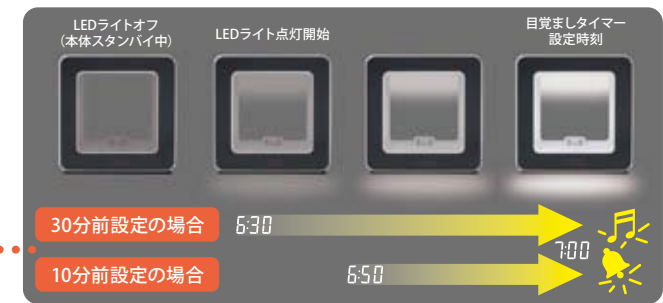 LEDライトオフ
(本体スタンバイ中)
LEDライト点灯開始
目覚ましタイマー
設定時刻
30分前設定の場合
6:30
7:00
10分前設定の場合
6:50